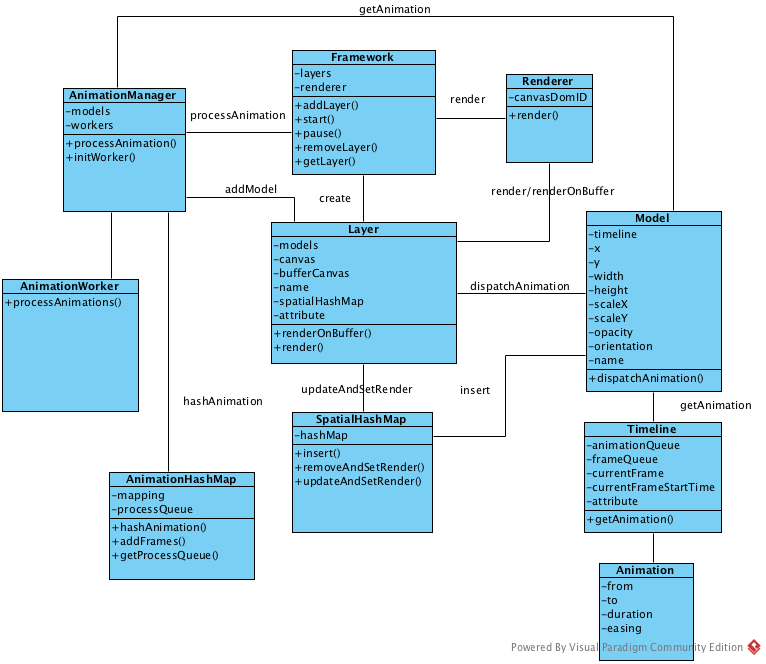 getAnimation
Framework
-layers
-renderer
+addLayer()
+start()
+pause()
+removeLayer()
+getLayer()
Renderer
-canvasDomID
+render()
AnimationManager
-models
-workers
+processAnimation()
+initWorker()
processAnimation
render
addModel
create
render/renderOnBuffer
Layer
-models
-canvas
-bufferCanvas
-name
-spatialHashMap
-attribute
+renderOnBuffer()
+render()
Model
-timeline
-x
-y
-width
-height
-scaleX
-scaleY
-opacity
-orientation
-name
+dispatchAnimation()
AnimationWorker
+processAnimations()
dispatchAnimation
hashAnimation
updateAndSetRender
insert
getAnimation
SpatialHashMap
-hashMap
+insert()
+removeAndSetRender()
+updateAndSetRender()
Timeline
-animationQueue
-frameQueue
-currentFrame
-currentFrameStartTime
-attribute
+getAnimation()
AnimationHashMap
-mapping
-processQueue
+hashAnimation()
+addFrames()
+getProcessQueue()
Animation
-from
-to
-duration
-easing
Powered By Visual Paradigm Community Edition